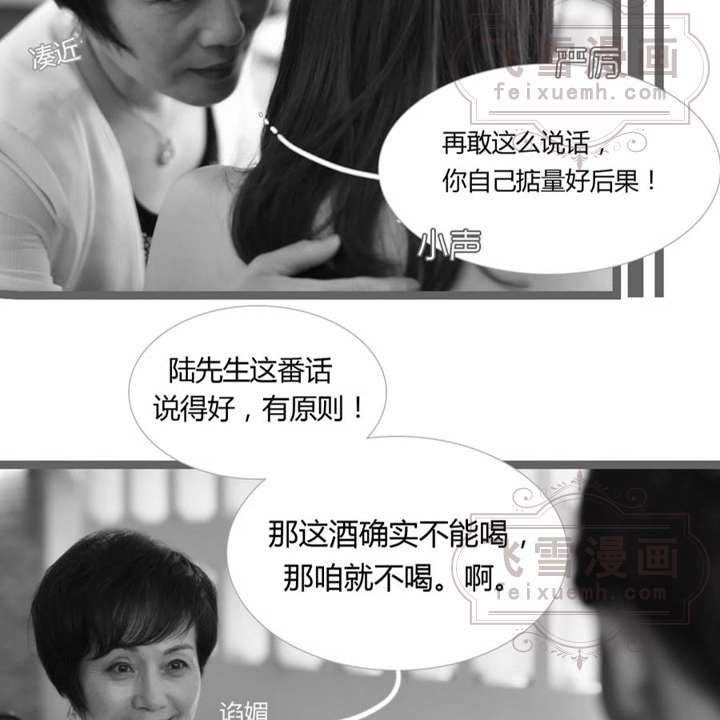 凑近
严厉
飞雪漫画
feixuemh.com
再敢这么说话，
你自己掂量好后果！
小声
陆先生这番话
说得好，有原则！
那这酒确实不能喝，
那咱就不喝。啊。
飞雪漫画
feixuemh.com
谄媚